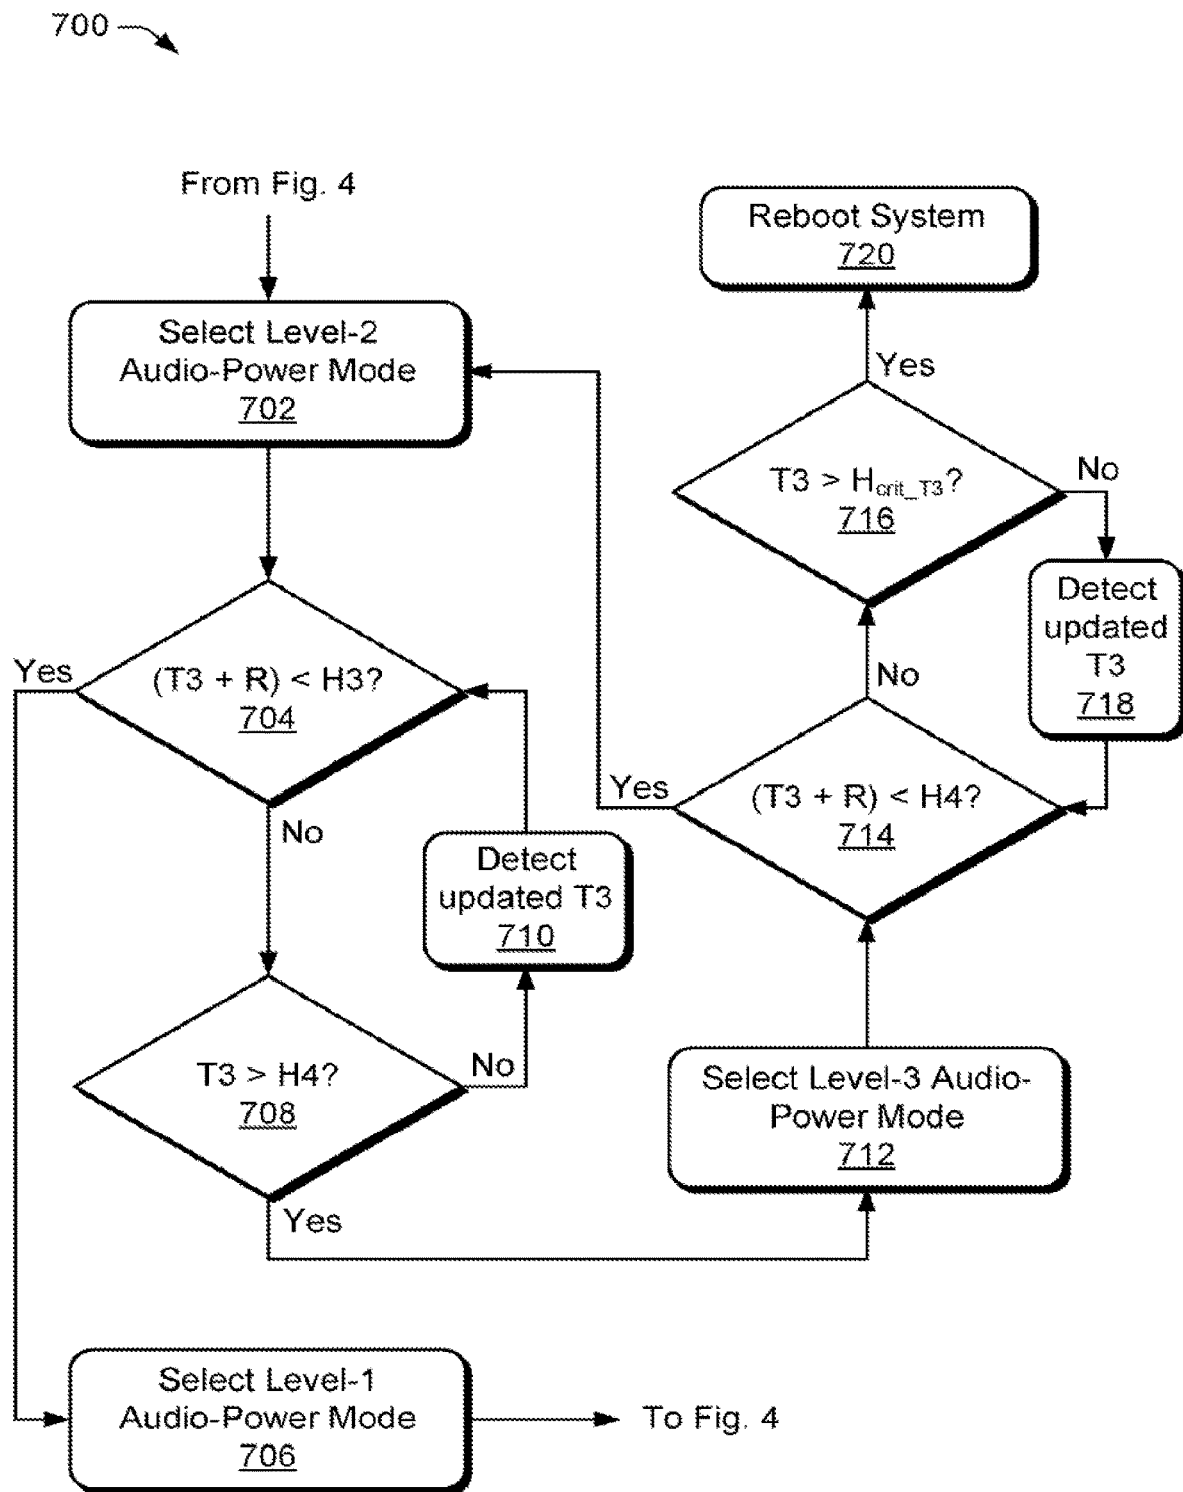 700
From Fig. 4
Select Level-2
Audio-Power Mode
702
(T3 + R) < H3?
704
Yes
No
Detect
updated T3
710
T3 > H4?
708
No
Yes
Select Level-1
Audio-Power Mode
706
To Fig. 4
Reboot System
720
Yes
T3 > Hcrit_T3?
716
No
Detect
updated
T3
718
No
Yes
(T3 + R) < H4?
714
Select Level-3 Audio-
Power Mode
712